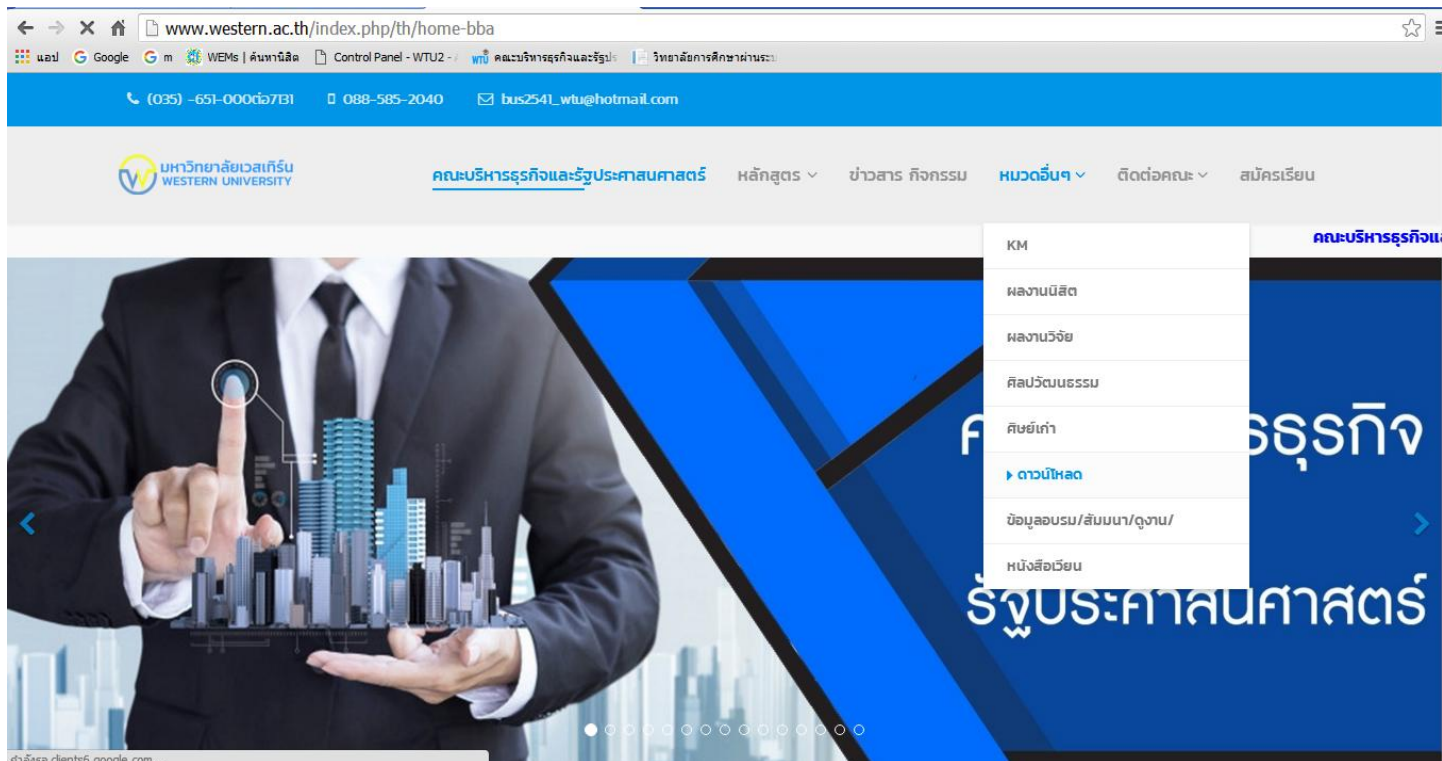 www.western.ac.th/index.php/th/home-bba
แอป Google m WEMs | ค้นหานิสิต Control Panel - WTU2 - คณะบริหารธุรกิจและรัฐประ วิทยาลัยการศึกษาผ่านระบ
(035) -651-000ต่อ7131 088-585-2040 bus2541_wtu@hotmail.com
มหาวิทยาลัยเวสเทิร์น
WESTERN UNIVERSITY
คณะบริหารธุรกิจและรัฐประศาสนศาสตร์ หลักสูตร ข่าวสาร กิจกรรม หมวดอื่นๆ ติดต่อคณะ สมัครเรียน
คณะบริหารธุรกิจแล
KM
ผลงานนิสิต
ผลงานวิจัย
ศิลปวัฒนธรรม
ศิษย์เก่า
ดาวน์โหลด
ข้อมูลอบรม/สัมมนา/ดูงาน/
หนังสือเวียน
ค
รธุรกิจ
รัฐประศาสนศาสตร์